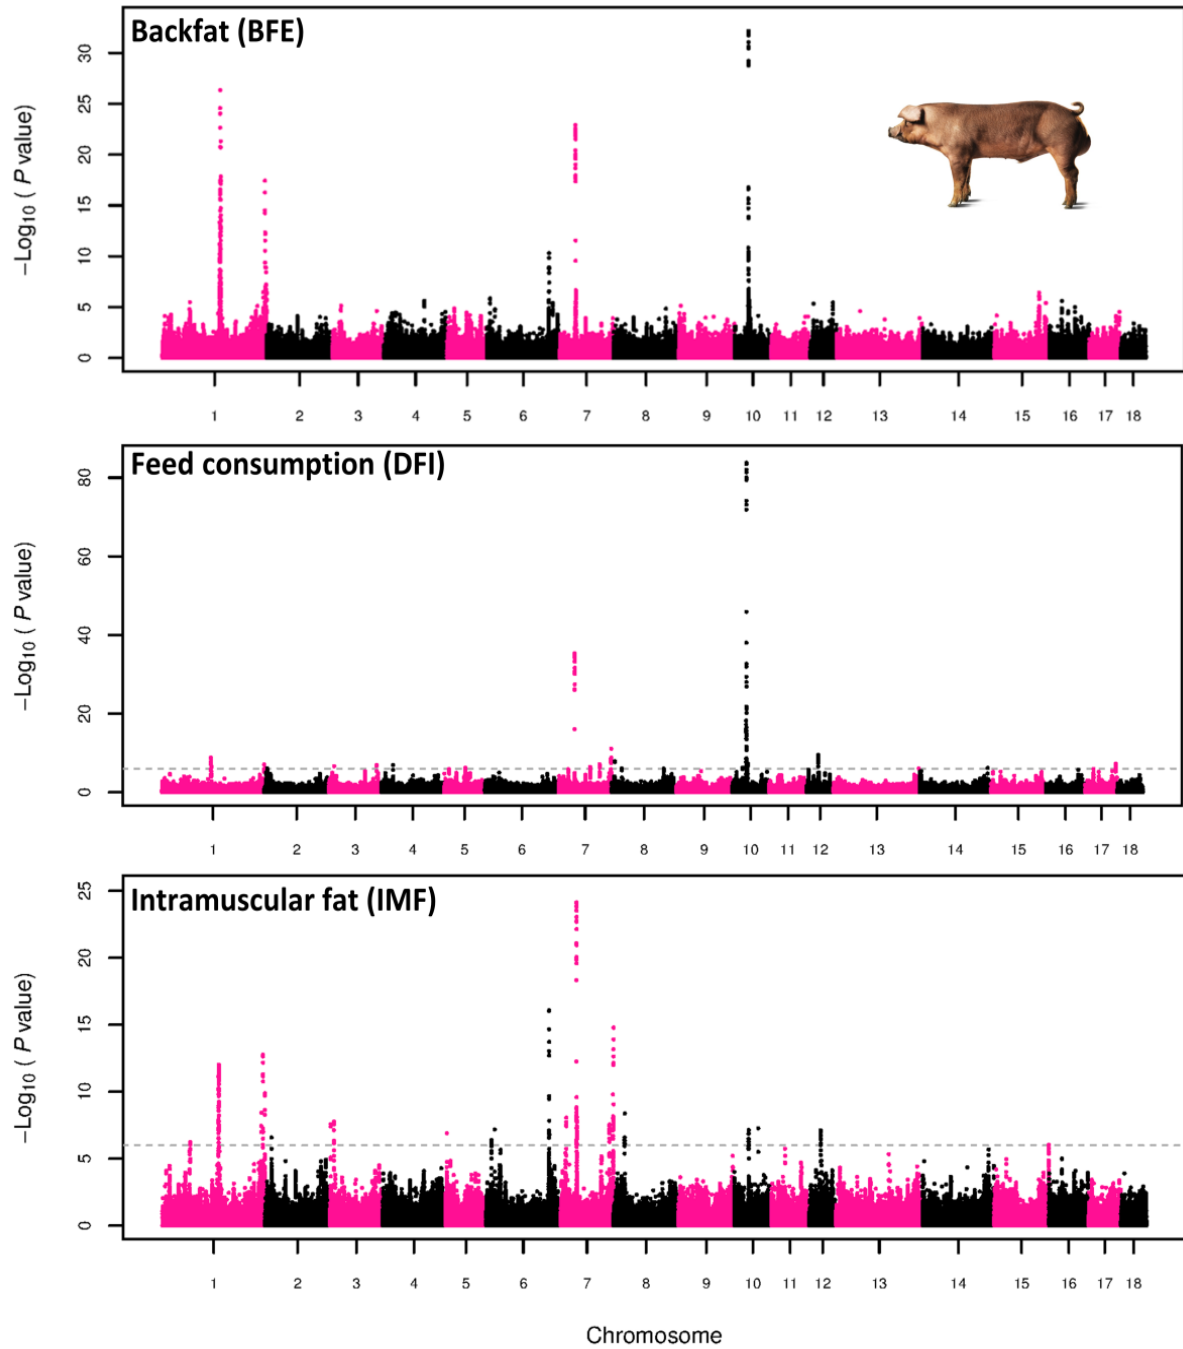 Backfat (BFE)
−Log10 ( P value)
30
25
20
15
10
5
0
1 2 3 4 5 6 7 8 9 10 11 12 13 14 15 16 17 18
Feed consumption (DFI)
−Log10 ( P value)
80
60
40
20
0
1 2 3 4 5 6 7 8 9 10 11 12 13 14 15 16 17 18
Intramuscular fat (IMF)
−Log10 ( P value)
25
20
15
10
5
0
1 2 3 4 5 6 7 8 9 10 11 12 13 14 15 16 17 18
Chromosome